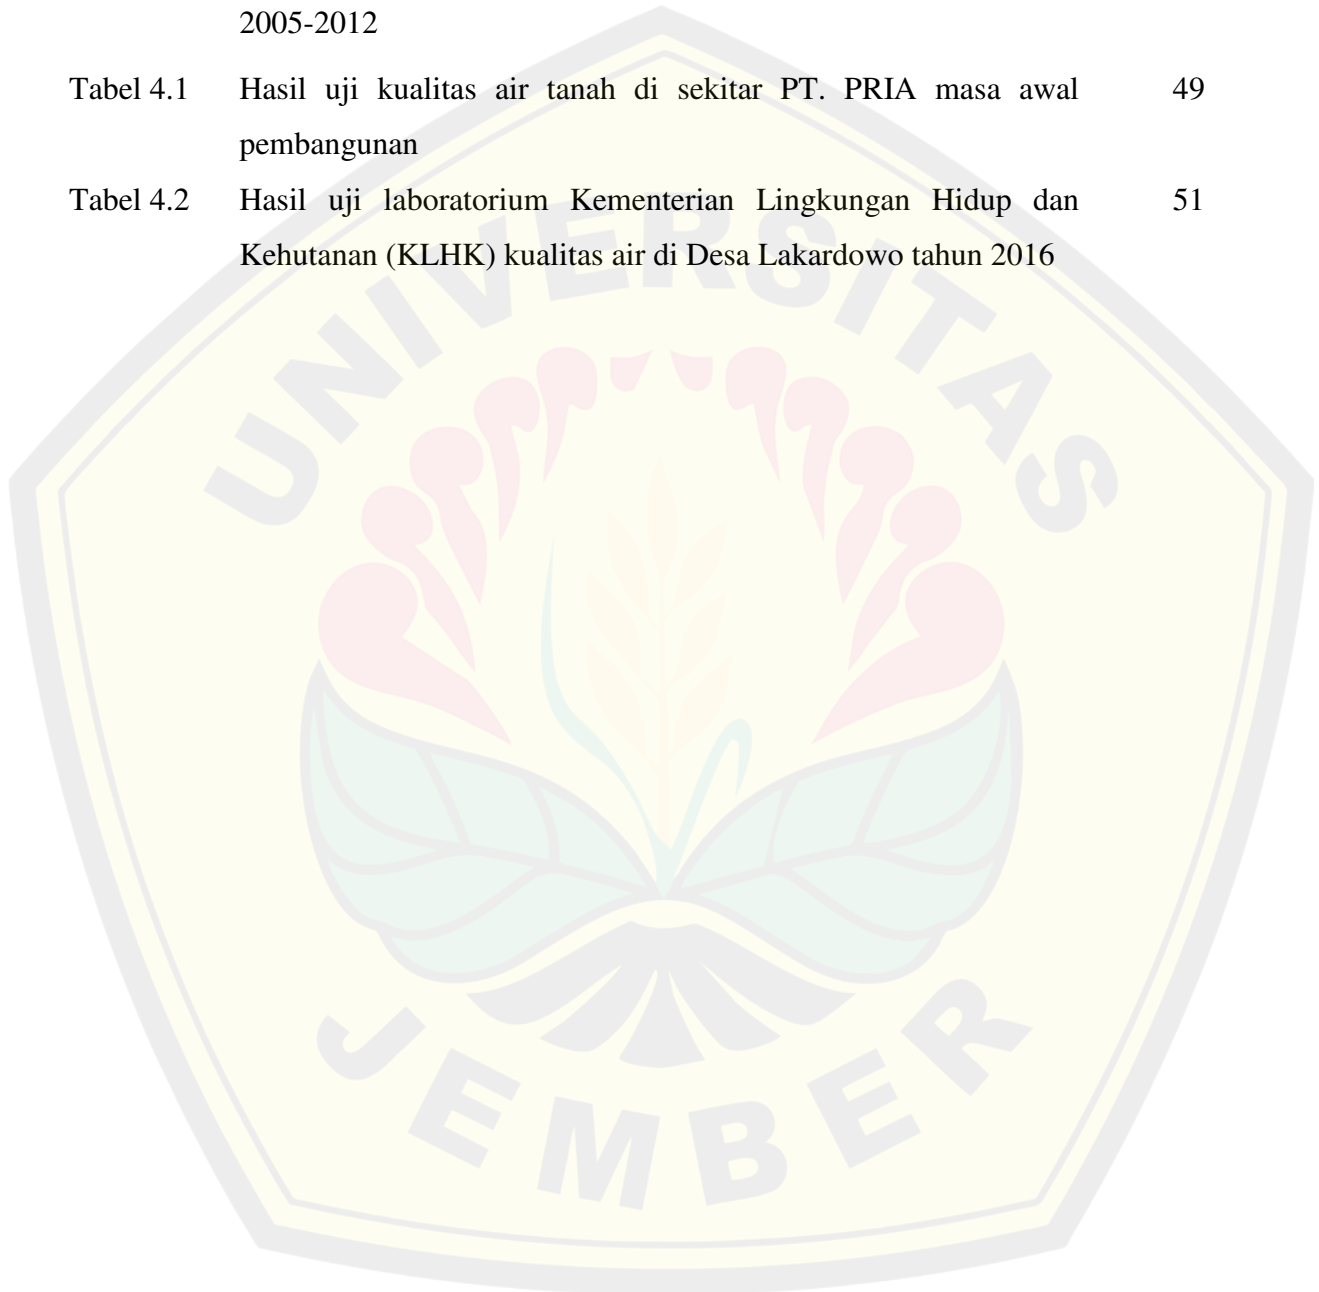 2005-2012
Tabel 4.1 Hasil uji kualitas air tanah di sekitar PT. PRIA masa awal 49
pembangunan
Tabel 4.2 Hasil uji laboratorium Kementerian Lingkungan Hidup dan 51
Kehutanan (KLHK) kualitas air di Desa Lakardowo tahun 2016
UNIVERSITAS
JEMBER